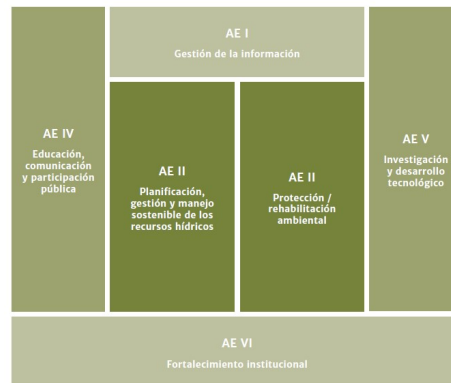 AE I
Gestión de la información
AE IV
Educación,
comunicación
y participación
pública
AE II
Planificación,
gestión y manejo
sostenible de los
recursos hídricos
AE II
Protección /
rehabilitación
ambiental
AE V
Investigación
y desarrollo
tecnológico
AE VI
Fortalecimiento institucional